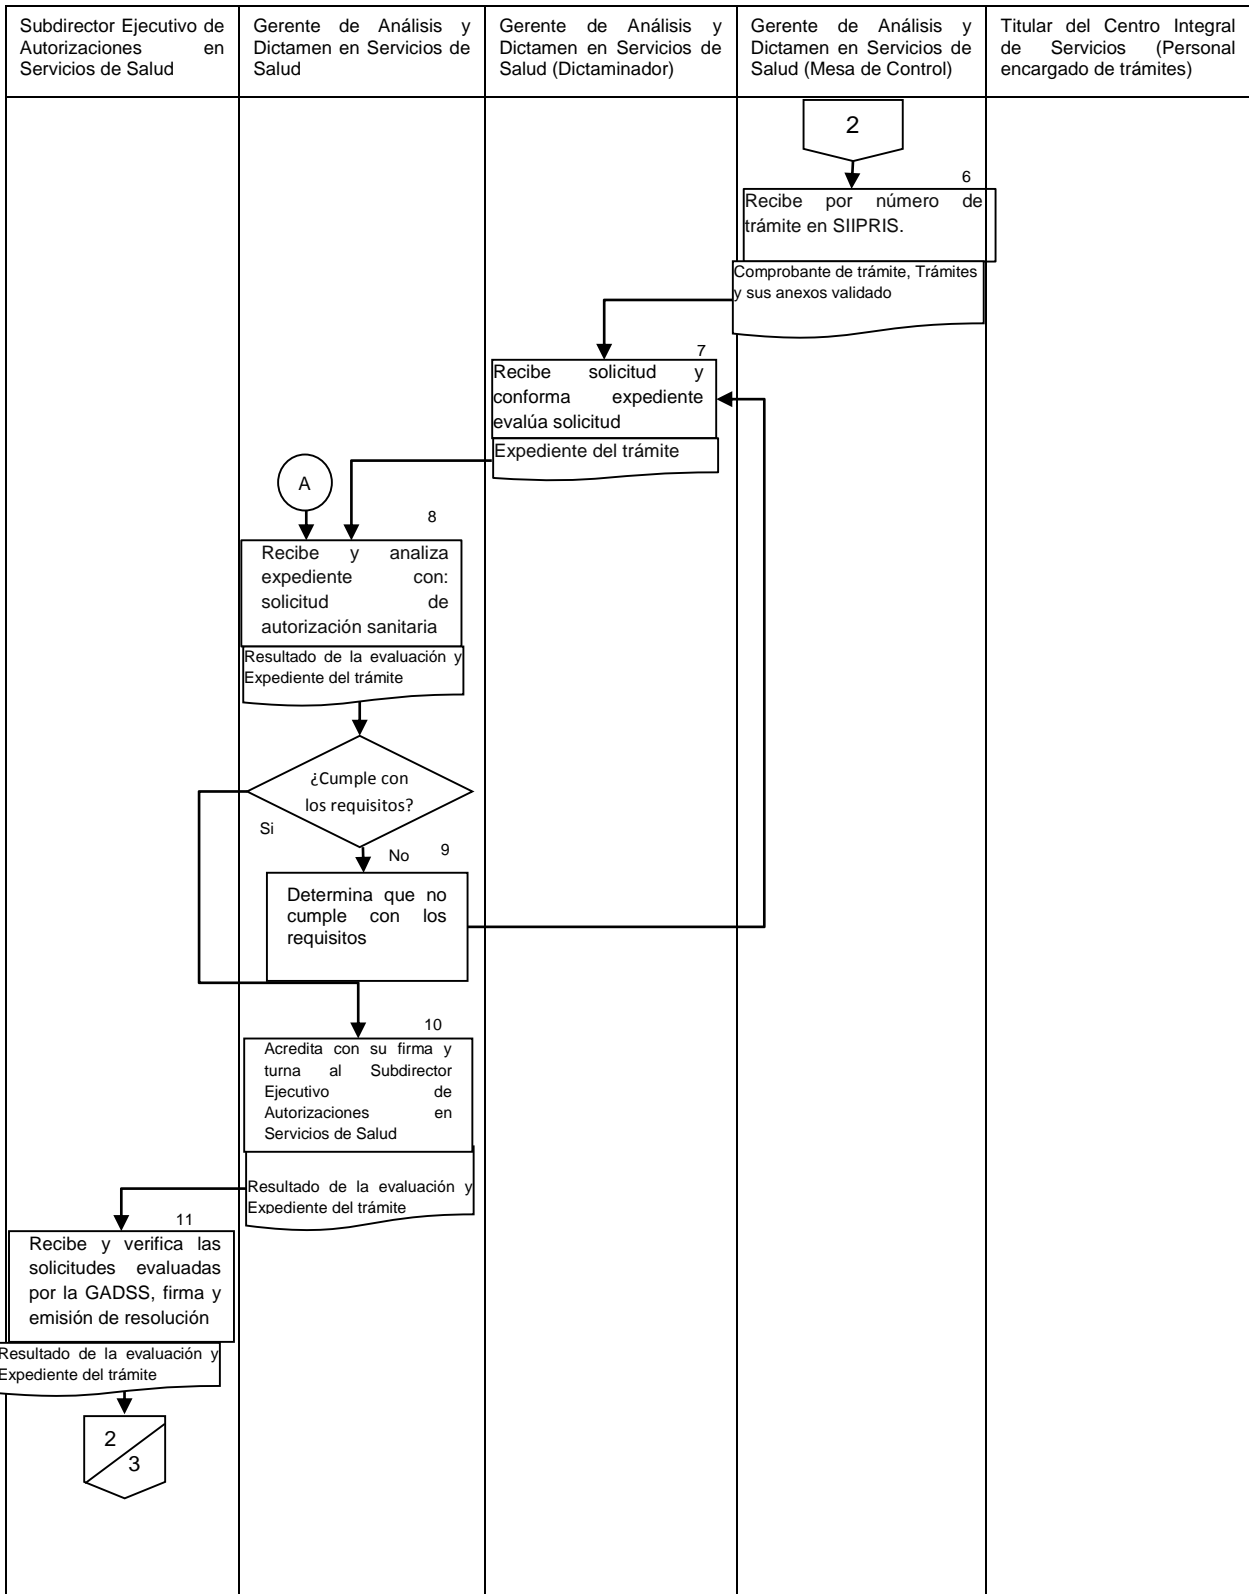 Subdirector Ejecutivo de
Autorizaciones en
Servicios de Salud
Gerente de Análisis y
Dictamen en Servicios de
Salud
Gerente de Análisis y
Dictamen en Servicios de
Salud (Dictaminador)
Gerente de Análisis y
Dictamen en Servicios de
Salud (Mesa de Control)
Titular del Centro Integral
de Servicios (Personal
encargado de trámites)
2
6
Recibe por número de
trámite en SIIPRIS.
Comprobante de trámite, Trámites
y sus anexos validado
7
Recibe solicitud y
conforma expediente
evalúa solicitud
Expediente del trámite
A
8
Recibe y analiza
expediente con:
solicitud de
autorización sanitaria
Resultado de la evaluación y
Expediente del trámite
¿Cumple con
los requisitos?
Si
No
9
Determina que no
cumple con los
requisitos
10
Acredita con su firma y
turna al Subdirector
Ejecutivo de
Autorizaciones en
Servicios de Salud
Resultado de la evaluación y
Expediente del trámite
11
Recibe y verifica las
solicitudes evaluadas
por la GADSS, firma y
emisión de resolución
Resultado de la evaluación y
Expediente del trámite
2
3